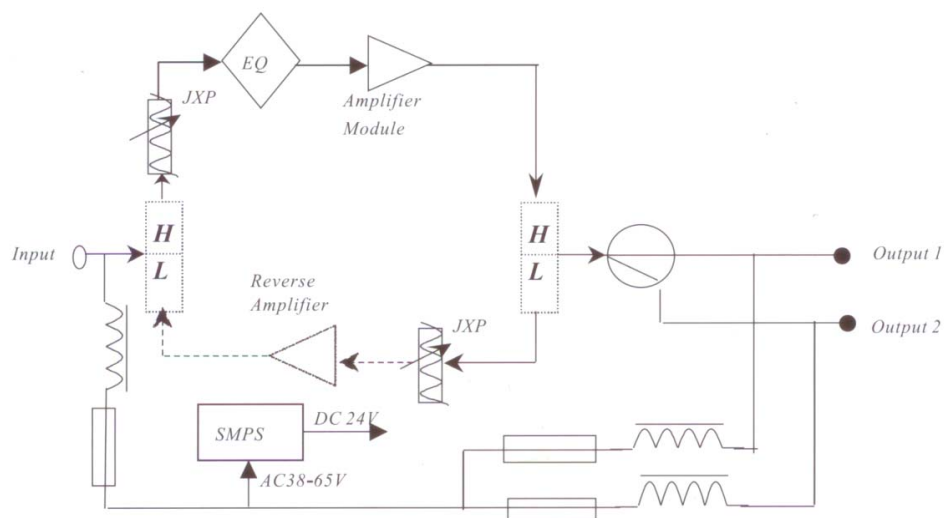 EQ
JXP
Amplifier
Module
H
L
H
L
Input
Output 1
Output 2
Reverse
Amplifier
JXP
DC 24V
SMPS
AC38-65V